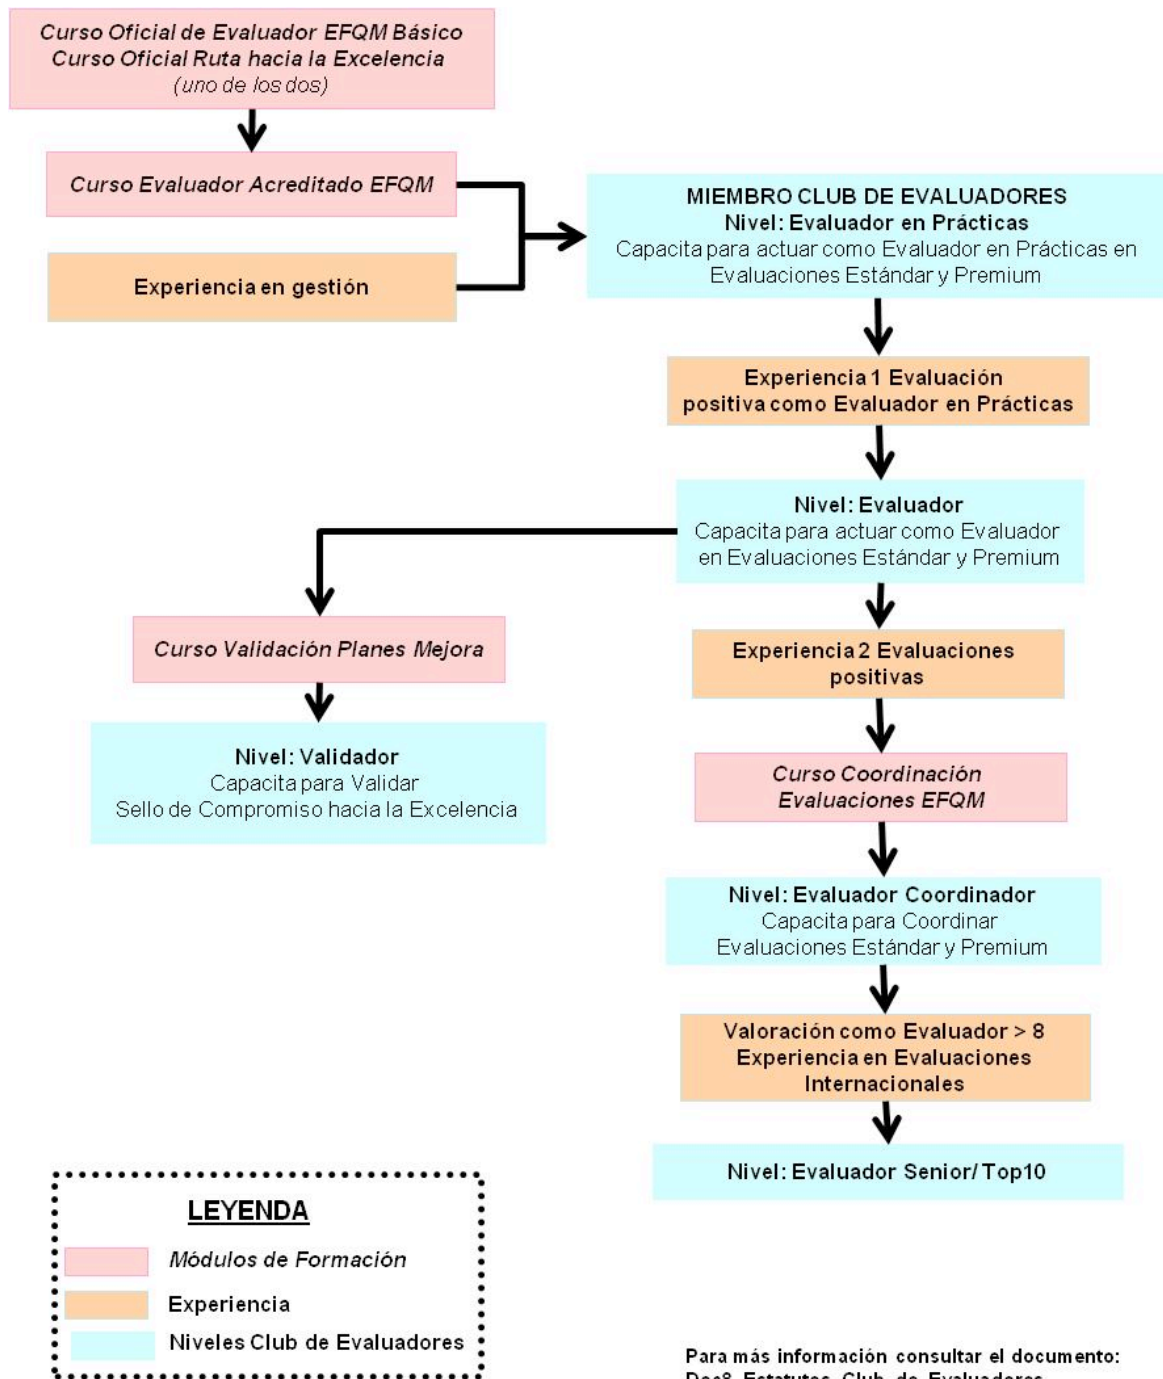 Curso Oficial de Evaluador EFQM Básico
Curso Oficial Ruta hacia la Excelencia
(uno de los dos)
Curso Evaluador Acreditado EFQM
Experiencia en gestión
MIEMBRO CLUB DE EVALUADORES
Nivel: Evaluador en Prácticas
Capacita para actuar como Evaluador en Prácticas en
Evaluaciones Estándar y Premium
Experiencia 1 Evaluación
positiva como Evaluador en Prácticas
Nivel: Evaluador
Capacita para actuar como Evaluador
en Evaluaciones Estándar y Premium
Curso Validación Planes Mejora
Nivel: Validador
Capacita para Validar
Sello de Compromiso hacia la Excelencia
Experiencia 2 Evaluaciones
positivas
Curso Coordinación
Evaluaciones EFQM
Nivel: Evaluador Coordinador
Capacita para Coordinar
Evaluaciones Estándar y Premium
Valoración como Evaluador > 8
Experiencia en Evaluaciones
Internacionales
Nivel: Evaluador Senior/ Top10
LEYENDA
Módulos de Formación
Experiencia
Niveles Club de Evaluadores
Para más información consultar el documento:
Doc8 Estatutos Club de Evaluadores